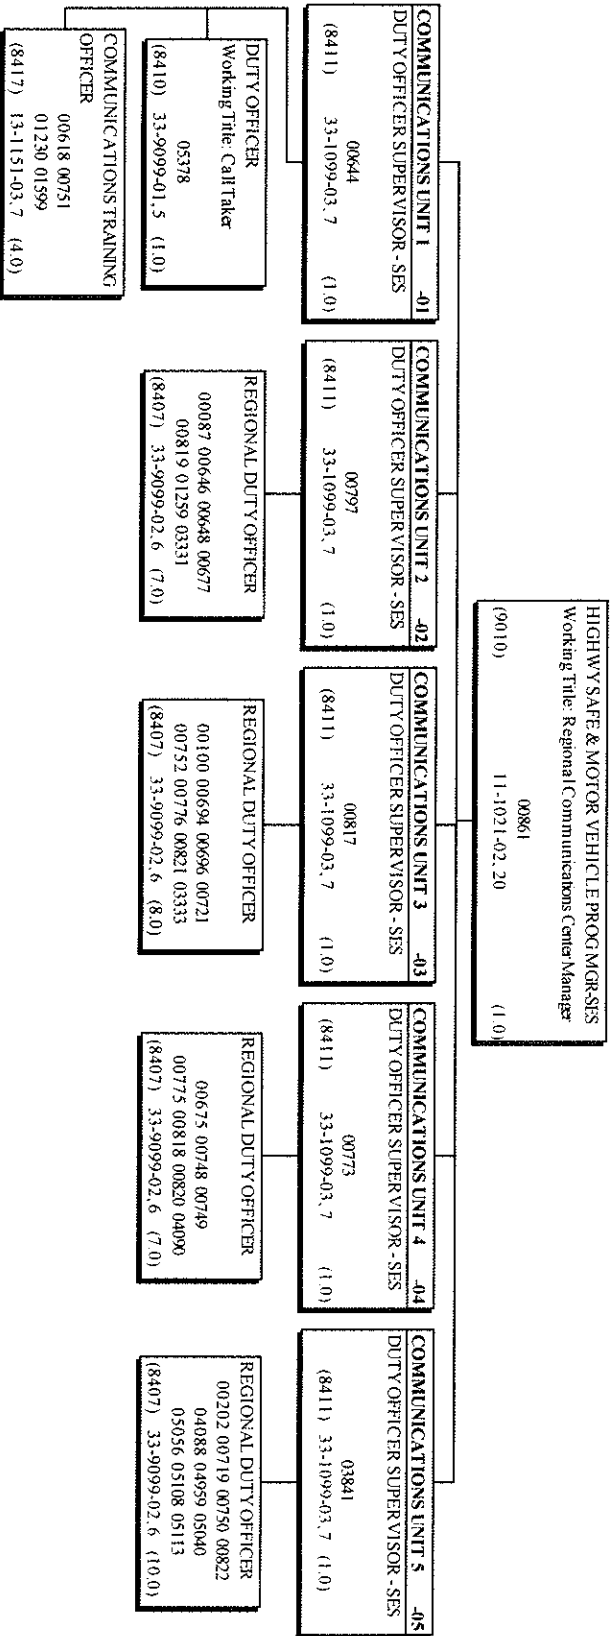 HIGHWY SAFE & MOTOR VEHICLE PROG MGR-SES
Working Title: Regional Communications Center Manager
00861
(9010) 11-1021-02, 20 (1.0)
COMMUNICATIONS UNIT 1 -01
DUTY OFFICER SUPERVISOR - SES
00644
(8411) 33-1099-03, 7 (1.0)
DUTY OFFICER
Working Title: Call Taker
05378
(8410) 33-9099-01, 5 (1.0)
COMMUNICATIONS TRAINING
OFFICER
00618 00751
01230 01599
(8417) 13-1151-03, 7 (4.0)
COMMUNICATIONS UNIT 2 -02
DUTY OFFICER SUPERVISOR - SES
00797
(8411) 33-1099-03, 7 (1.0)
REGIONAL DUTY OFFICER
00087 00646 00648 00677
00819 01259 03331
(8407) 33-9099-02, 6 (7.0)
COMMUNICATIONS UNIT 3 -03
DUTY OFFICER SUPERVISOR - SES
00817
(8411) 33-1099-03, 7 (1.0)
REGIONAL DUTY OFFICER
00100 00694 00696 00721
00752 00776 00821 03333
(8407) 33-9099-02, 6 (8.0)
COMMUNICATIONS UNIT 4 -04
DUTY OFFICER SUPERVISOR - SES
00773
(8411) 33-1099-03, 7 (1.0)
REGIONAL DUTY OFFICER
00675 00748 00749
00775 00818 00820 04090
(8407) 33-9099-02, 6 (7.0)
COMMUNICATIONS UNIT 5 -05
DUTY OFFICER SUPERVISOR - SES
03841
(8411) 33-1099-03, 7 (1.0)
REGIONAL DUTY OFFICER
00202 00719 00750 00822
04088 04959 05040
05056 05108 05113
(8407) 33-9099-02, 6 (10.0)